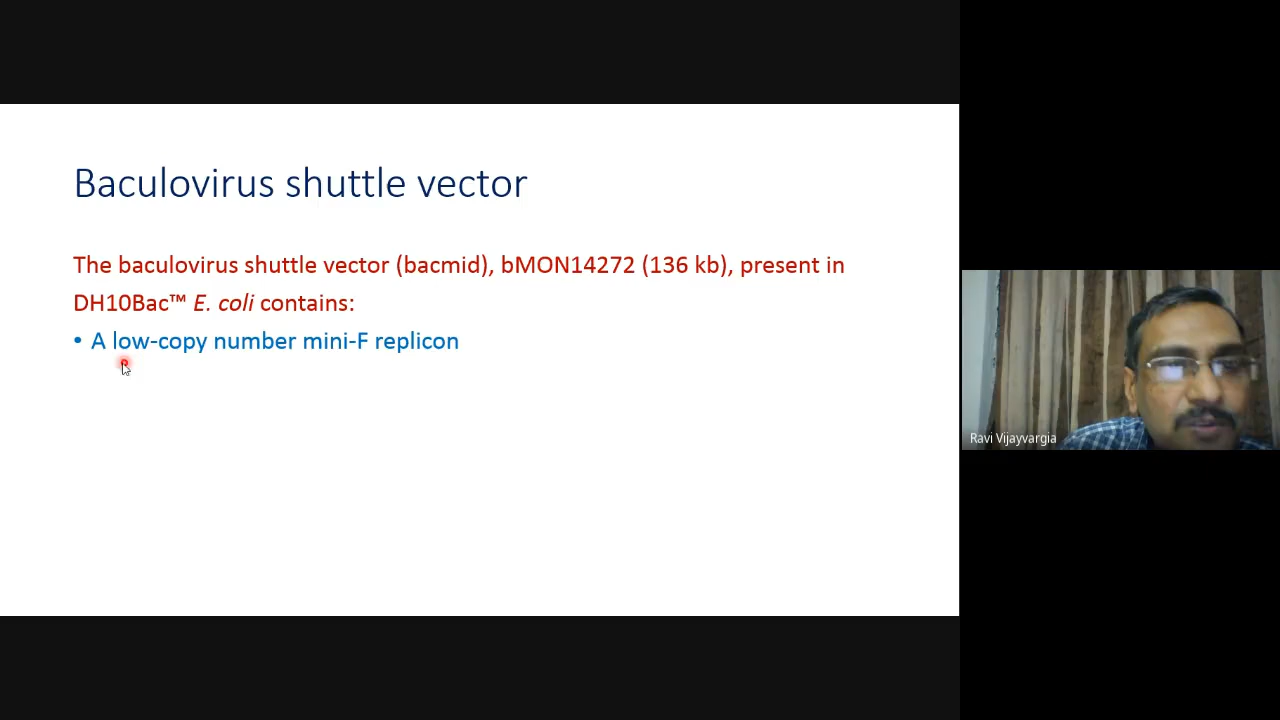 Baculovirus shuttle vector
The baculovirus shuttle vector (bacmid), bMON14272 (136 kb), present in
DH10Bac™ E. coli contains:
• A low-copy number mini-F replicon
Ravi Vijayvargia